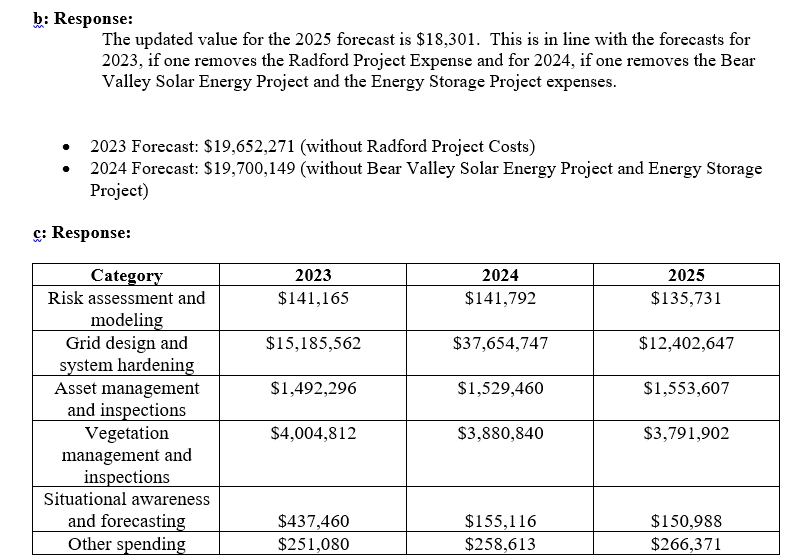 b: Response:
The updated value for the 2025 forecast is $18,301. This is in line with the forecasts for
2023, if one removes the Radford Project Expense and for 2024, if one removes the Bear
Valley Solar Energy Project and the Energy Storage Project expenses.
• 2023 Forecast: $19,652,271 (without Radford Project Costs)
• 2024 Forecast: $19,700,149 (without Bear Valley Solar Energy Project and Energy Storage
Project)
c: Response:
Category 2023 2024 2025
Risk assessment and $141,165 $141,792 $135,731
modeling
Grid design and $15,185,562 $37,654,747 $12,402,647
system hardening
Asset management $1,492,296 $1,529,460 $1,553,607
and inspections
Vegetation $4,004,812 $3,880,840 $3,791,902
management and
inspections
Situational awareness
and forecasting $437,460 $155,116 $150,988
Other spending $251,080 $258,613 $266,371